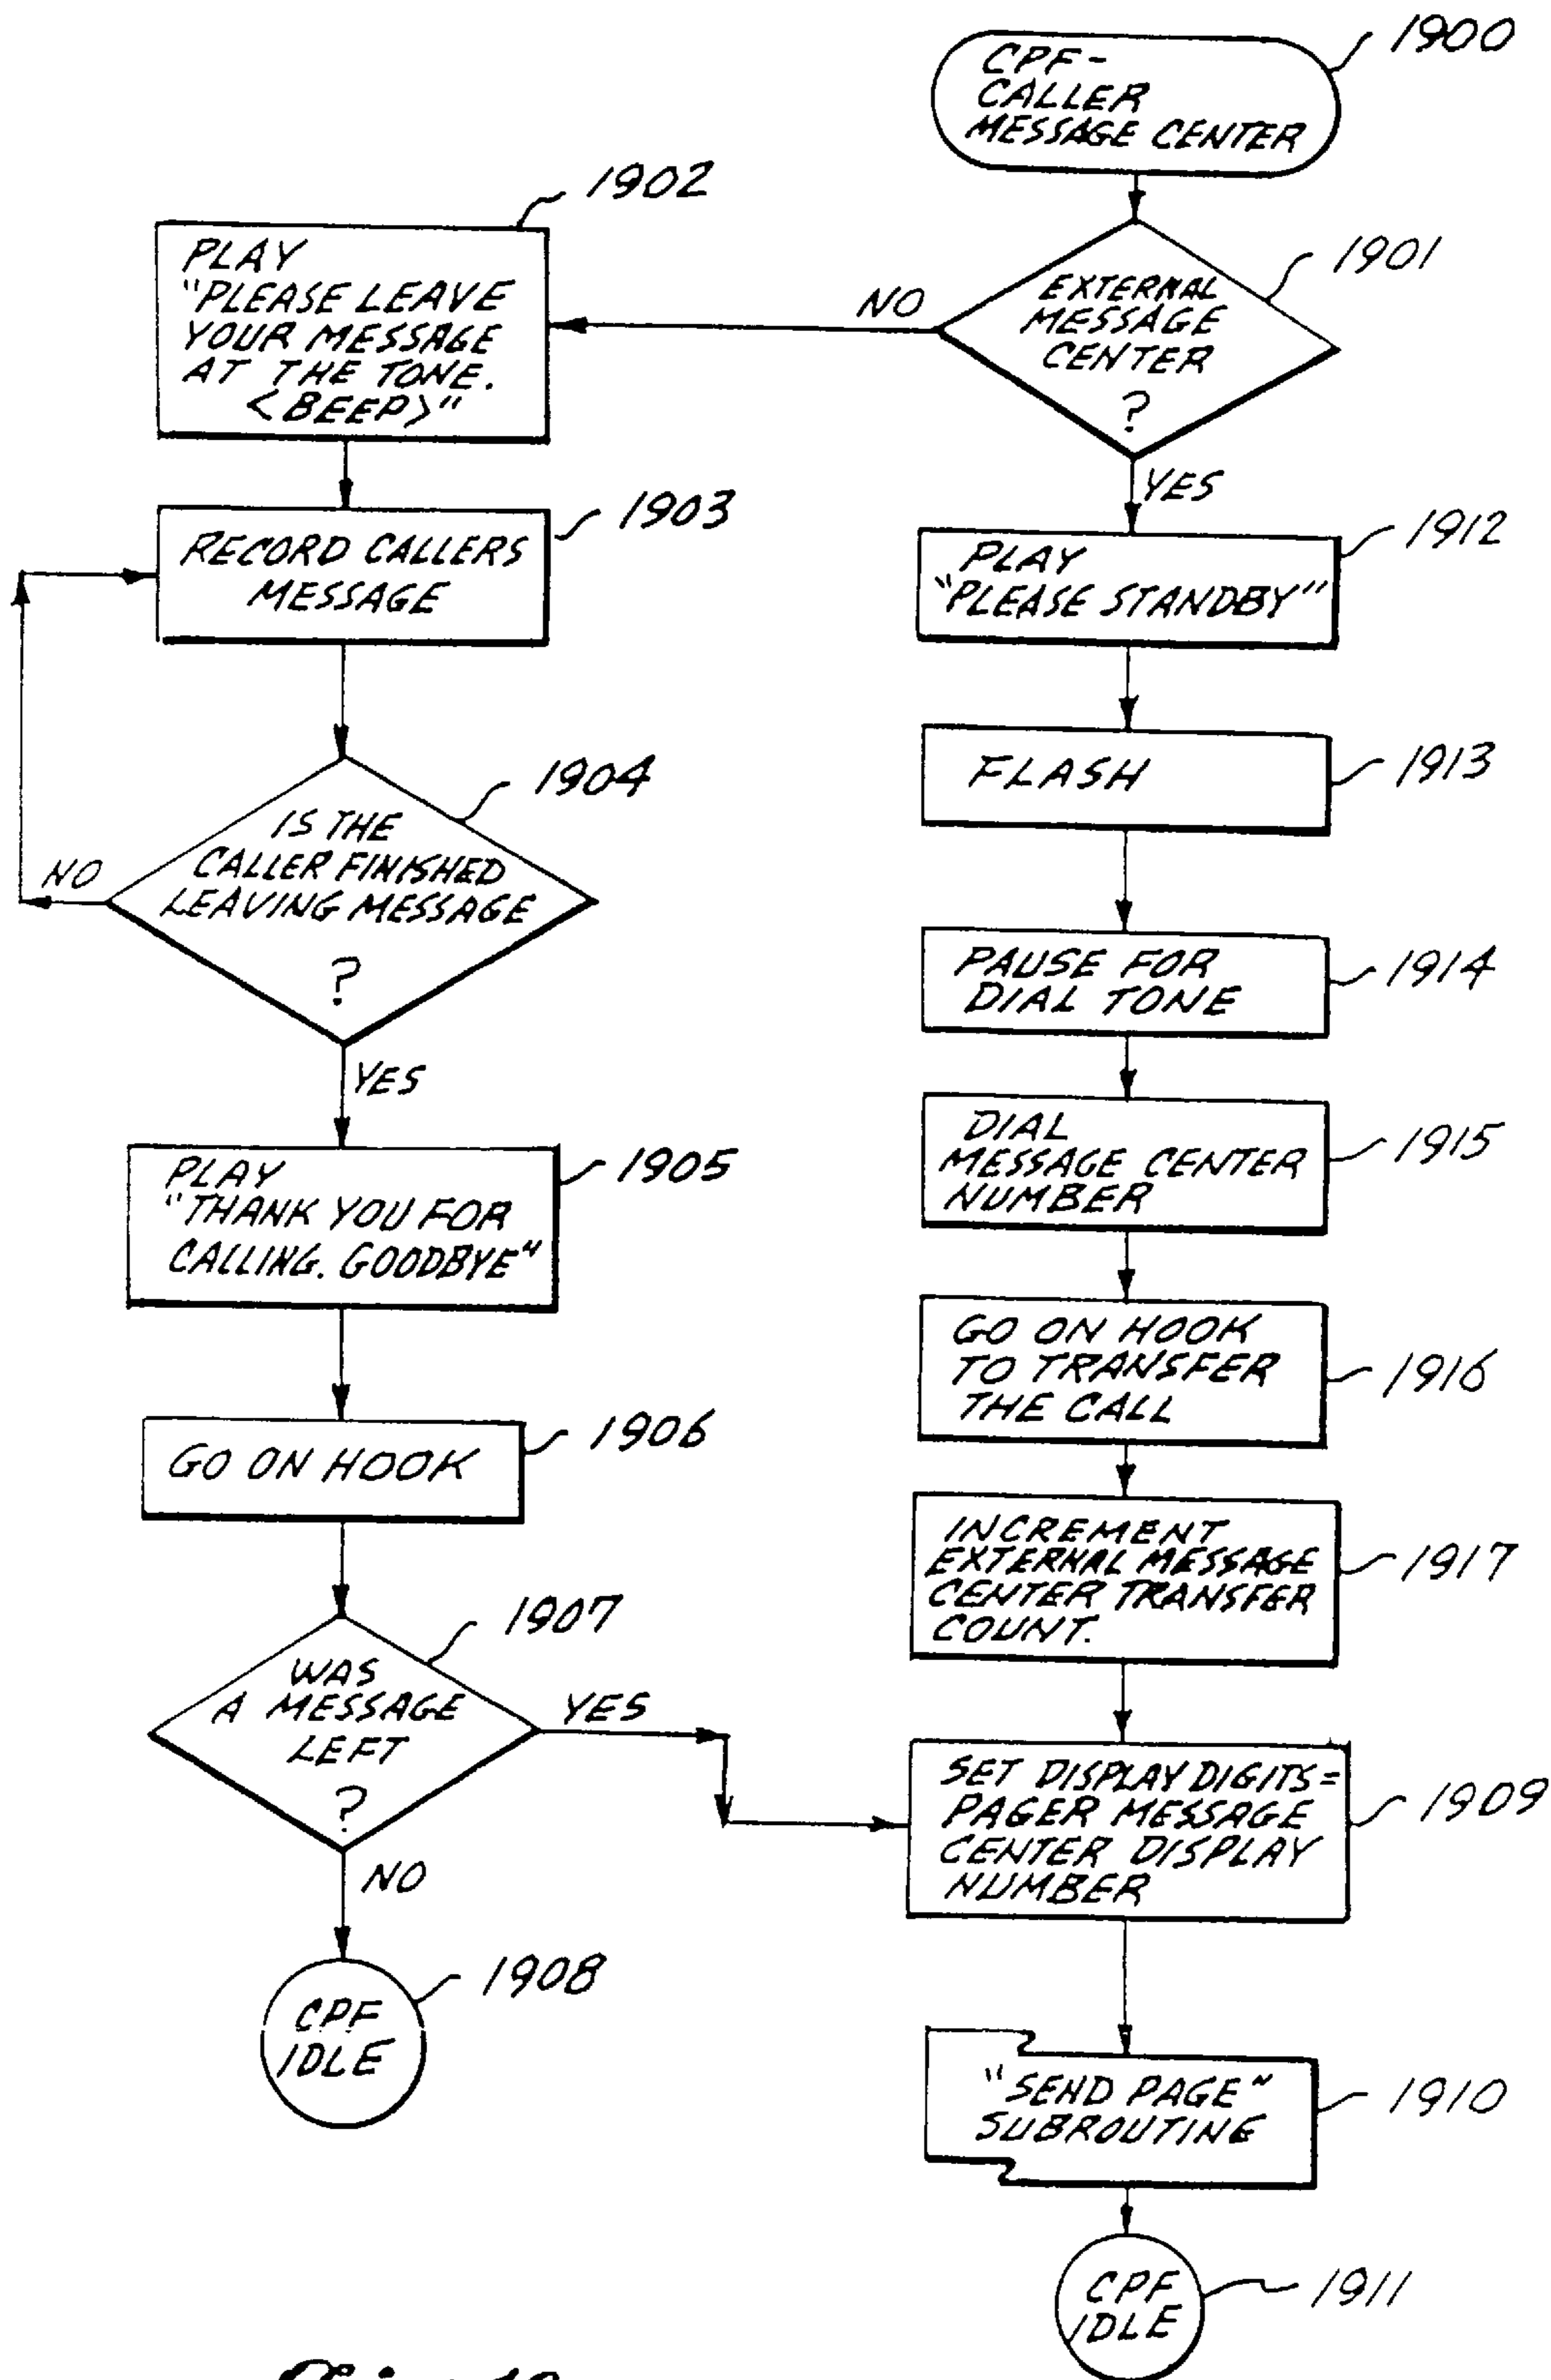 CPF-
CALLER
MESSAGE CENTER
1900
EXTERNAL
MESSAGE
CENTER
?
1901
NO
YES
PLAY
"PLEASE LEAVE
YOUR MESSAGE
AT THE TONE.
<BEEP>"
1902
RECORD CALLERS
MESSAGE
1903
IS THE
CALLER FINISHED
LEAVING MESSAGE
?
1904
NO
YES
PLAY
"THANK YOU FOR
CALLING. GOODBYE"
1905
GO ON HOOK
1906
WAS
A MESSAGE
LEFT
?
1907
YES
NO
CPF
IDLE
1908
PLAY
"PLEASE STANDBY"
1912
FLASH
1913
PAUSE FOR
DIAL TONE
1914
DIAL
MESSAGE CENTER
NUMBER
1915
GO ON HOOK
TO TRANSFER
THE CALL
1916
INCREMENT
EXTERNAL MESSAGE
CENTER TRANSFER
COUNT.
1917
SET DISPLAY DIGITS=
PAGER MESSAGE
CENTER DISPLAY
NUMBER
1909
"SEND PAGE"
SUBROUTINE
1910
CPF
IDLE
1911